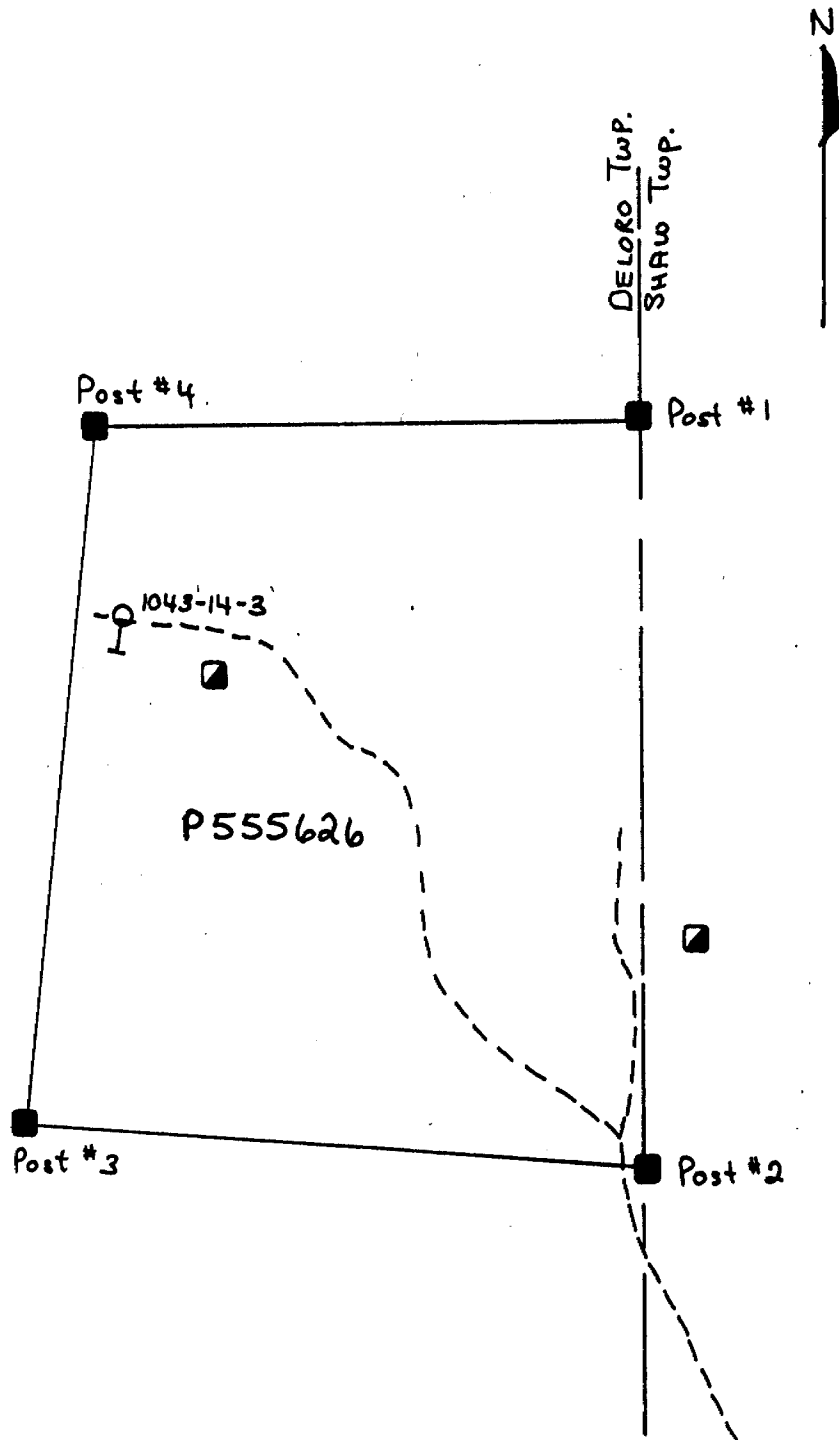 N
DELORO TWP.
SHAW TWP.
Post #4.
Post #1
1043-14-3
P555626
Post #3
Post #2